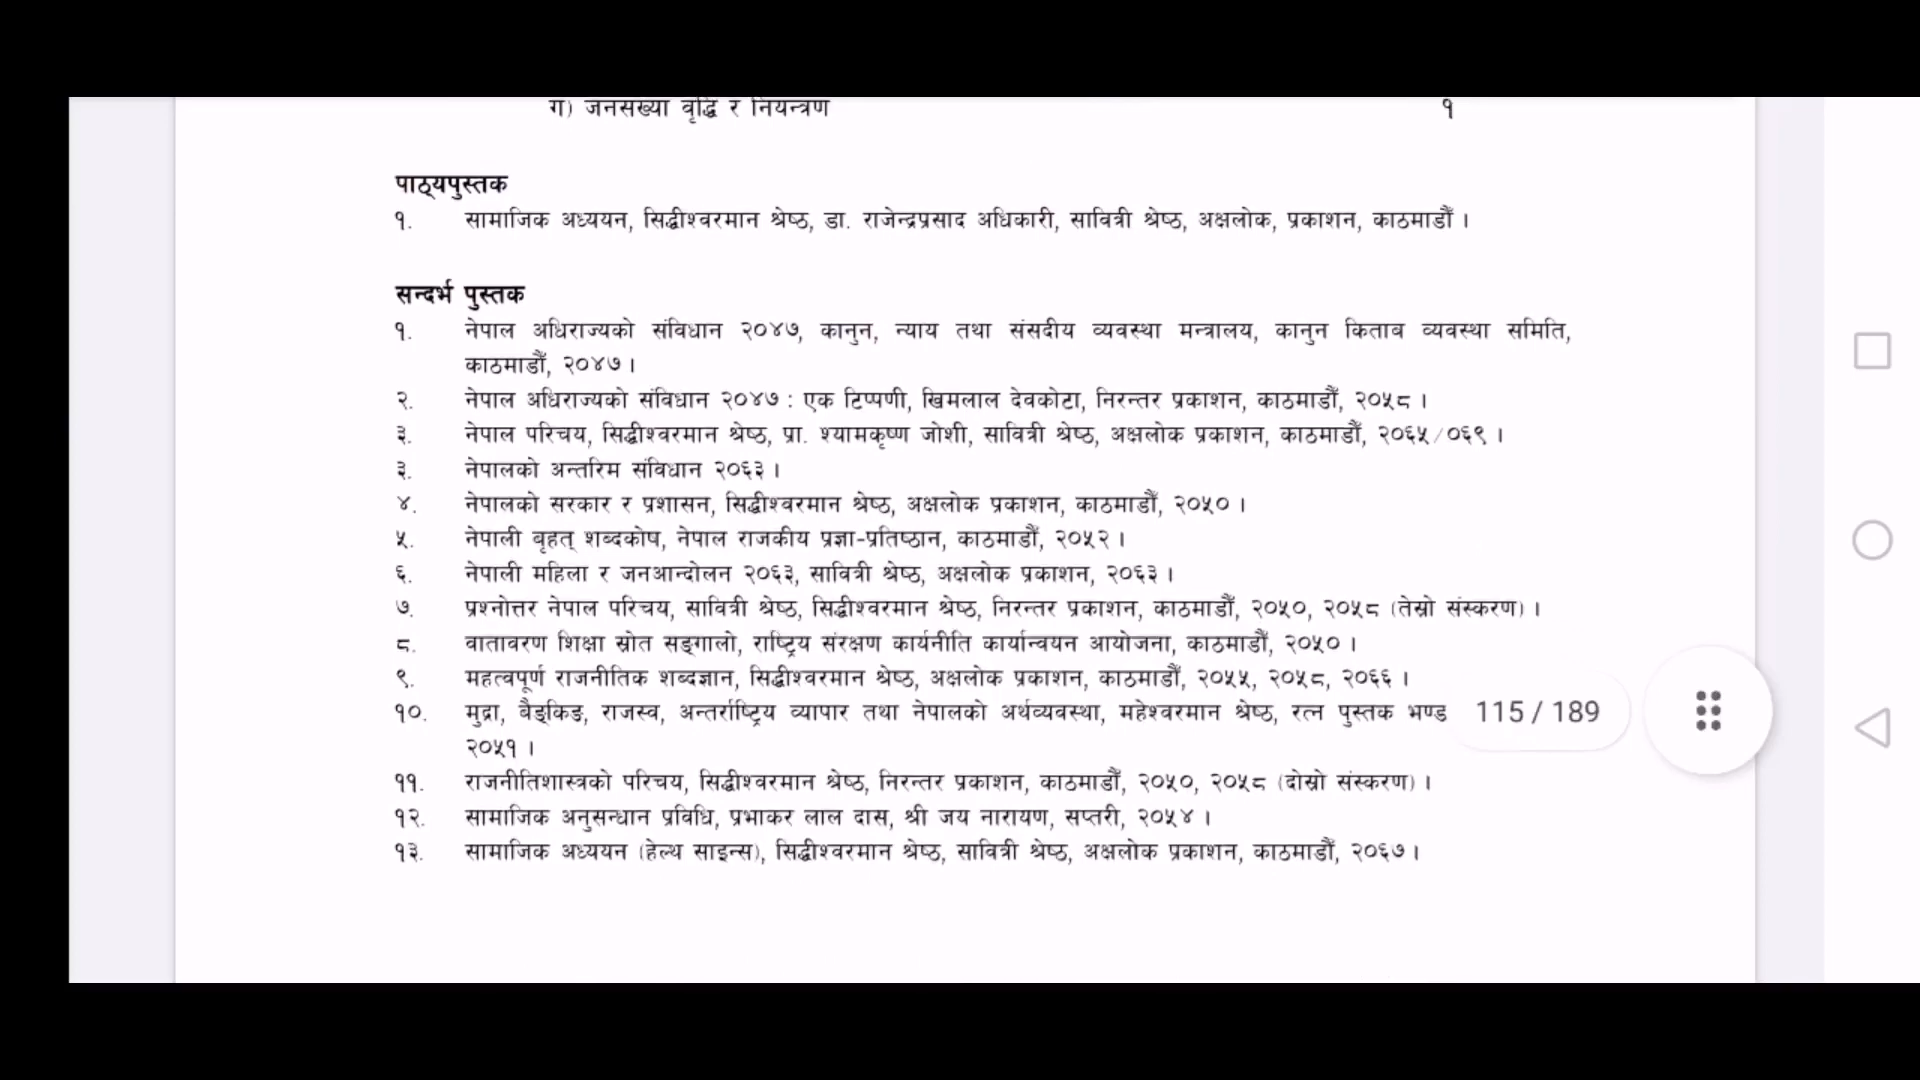 ग) जनसख्या वृद्धि र नियन्त्रण १
पाठ्यपुस्तक
१. सामाजिक अध्ययन, सिद्धीश्वरमान श्रेष्ठ, डा. राजेन्द्रप्रसाद अधिकारी, सावित्री श्रेष्ठ, अक्षलोक, प्रकाशन, काठमाडौँ ।
सन्दर्भ पुस्तक
१. नेपाल अधिराज्यको संविधान २०४७, कानुन, न्याय तथा संसदीय व्यवस्था मन्त्रालय, कानुन किताब व्यवस्था समिति,
काठमाडौँ, २०४७ ।
२. नेपाल अधिराज्यको संविधान २०४७ : एक टिप्पणी, खिमलाल देवकोटा, निरन्तर प्रकाशन, काठमाडौँ, २०५८ ।
३. नेपाल परिचय, सिद्धीश्वरमान श्रेष्ठ, प्रा. श्यामकृष्ण जोशी, सावित्री श्रेष्ठ, अक्षलोक प्रकाशन, काठमाडौँ, २०६५/०६९ ।
३. नेपालको अन्तरिम संविधान २०६३ ।
४. नेपालको सरकार र प्रशासन, सिद्धीश्वरमान श्रेष्ठ, अक्षलोक प्रकाशन, काठमाडौँ, २०५० ।
५. नेपाली बृहत् शब्दकोष, नेपाल राजकीय प्रज्ञा-प्रतिष्ठान, काठमाडौँ, २०५२ ।
६. नेपाली महिला र जनआन्दोलन २०६३, सावित्री श्रेष्ठ, अक्षलोक प्रकाशन, २०६३ ।
७. प्रश्नोत्तर नेपाल परिचय, सावित्री श्रेष्ठ, सिद्धीश्वरमान श्रेष्ठ, निरन्तर प्रकाशन, काठमाडौँ, २०५०, २०५८ (तेस्रो संस्करण) ।
८. वातावरण शिक्षा स्रोत सङ्गालो, राष्ट्रिय संरक्षण कार्यनीति कार्यान्वयन आयोजना, काठमाडौँ, २०५० ।
९. महत्वपूर्ण राजनीतिक शब्दज्ञान, सिद्धीश्वरमान श्रेष्ठ, अक्षलोक प्रकाशन, काठमाडौँ, २०५५, २०५८, २०६६ ।
१०. मुद्रा, बैङ्किङ, राजस्व, अन्तर्राष्ट्रिय व्यापार तथा नेपालको अर्थव्यवस्था, महेश्वरमान श्रेष्ठ, रत्न पुस्तक भण्ड 115 / 189
२०५१ ।
११. राजनीतिशास्त्रको परिचय, सिद्धीश्वरमान श्रेष्ठ, निरन्तर प्रकाशन, काठमाडौँ, २०५०, २०५८ (दोस्रो संस्करण) ।
१२. सामाजिक अनुसन्धान प्रविधि, प्रभाकर लाल दास, श्री जय नारायण, सप्तरी, २०५४ ।
१३. सामाजिक अध्ययन (हेल्थ साइन्स), सिद्धीश्वरमान श्रेष्ठ, सावित्री श्रेष्ठ, अक्षलोक प्रकाशन, काठमाडौँ, २०६७ ।